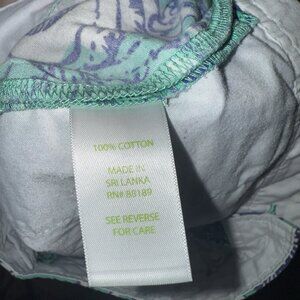 100% COTTON
MADE IN
SRI LANKA
RN# 88189
SEE REVERSE
FOR CARE